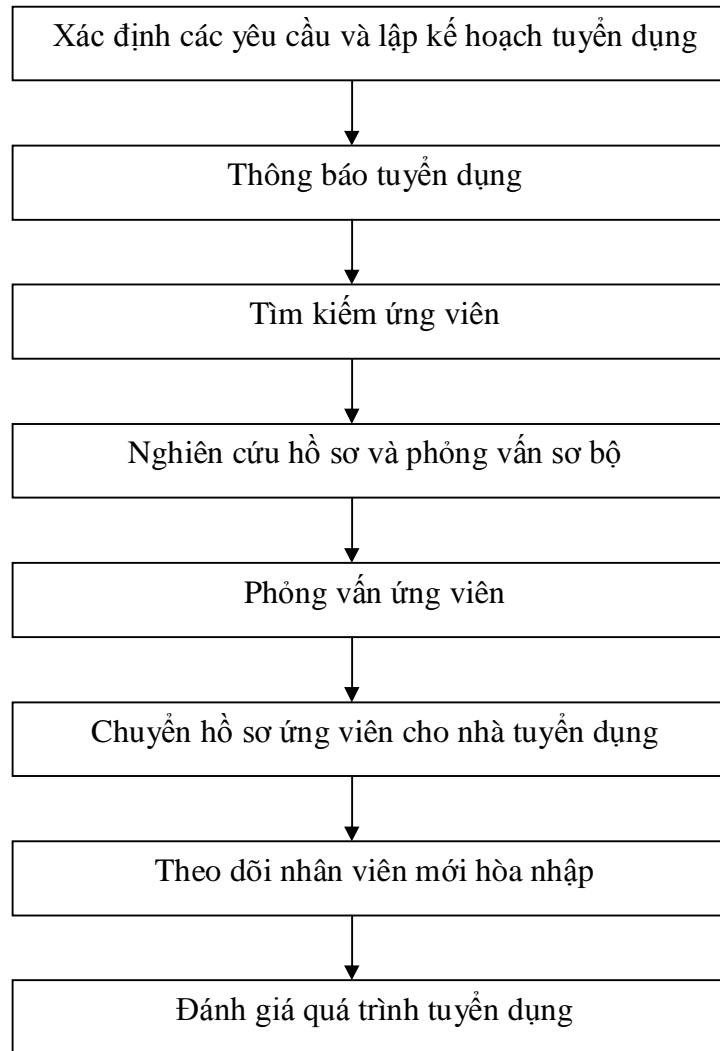 Xác định các yêu cầu và lập kế hoạch tuyển dụng
Thông báo tuyển dụng
Tìm kiếm ứng viên
Nghiên cứu hồ sơ và phỏng vấn sơ bộ
Phỏng vấn ứng viên
Chuyển hồ sơ ứng viên cho nhà tuyển dụng
Theo dõi nhân viên mới hòa nhập
Đánh giá quá trình tuyển dụng